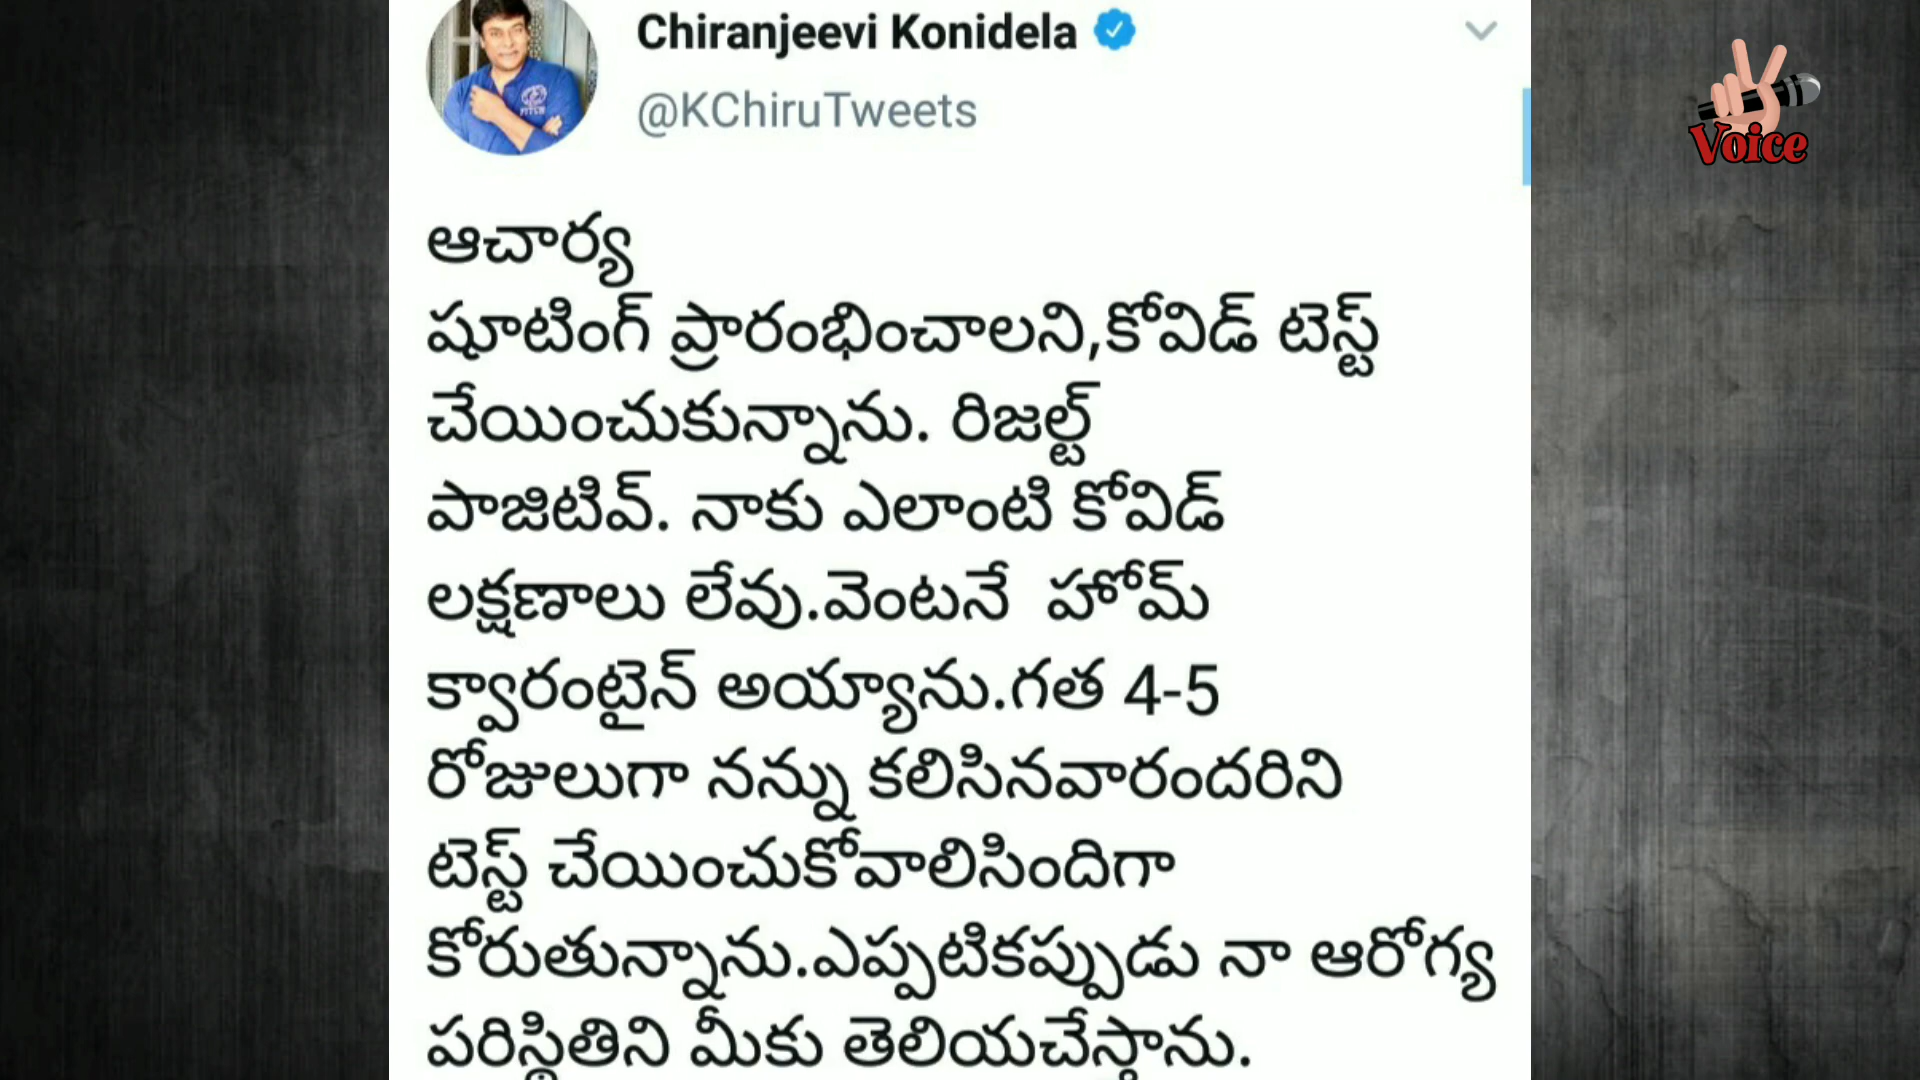 Chiranjeevi Konidela
@KChiruTweets
Voice
ఆచార్య
షూటింగ్ ప్రారంభించాలని,కోవిడ్ టెస్ట్
చేయించుకున్నాను. రిజల్ట్
పాజిటివ్. నాకు ఎలాంటి కోవిడ్
లక్షణాలు లేవు.వెంటనే  హోమ్
క్వారంటైన్ అయ్యాను.గత 4-5
రోజులుగా నన్ను కలిసినవారందరిని
టెస్ట్ చేయించుకోవాలిసిందిగా
కోరుతున్నాను.ఎప్పటికప్పుడు నా ఆరోగ్య
పరిస్థితిని మీకు తెలియచేస్తాను.